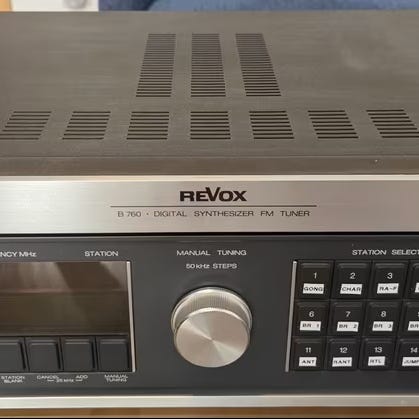 REVOX
B 760 · DIGITAL SYNTHESIZER FM TUNER
ENCY MHz
STATION
MANUAL TUNING
50 kHz STEPS
STATION SELECT
1
2
3
GONG
CHAR
RA-F
6
7
8
9
BR 1
BR 2
BR 3
11
12
13
14
ANT
RANT
RTL
JUMP
STATION
BLANK
CANCEL
ADD
25 kHz
MANUAL
TUNING